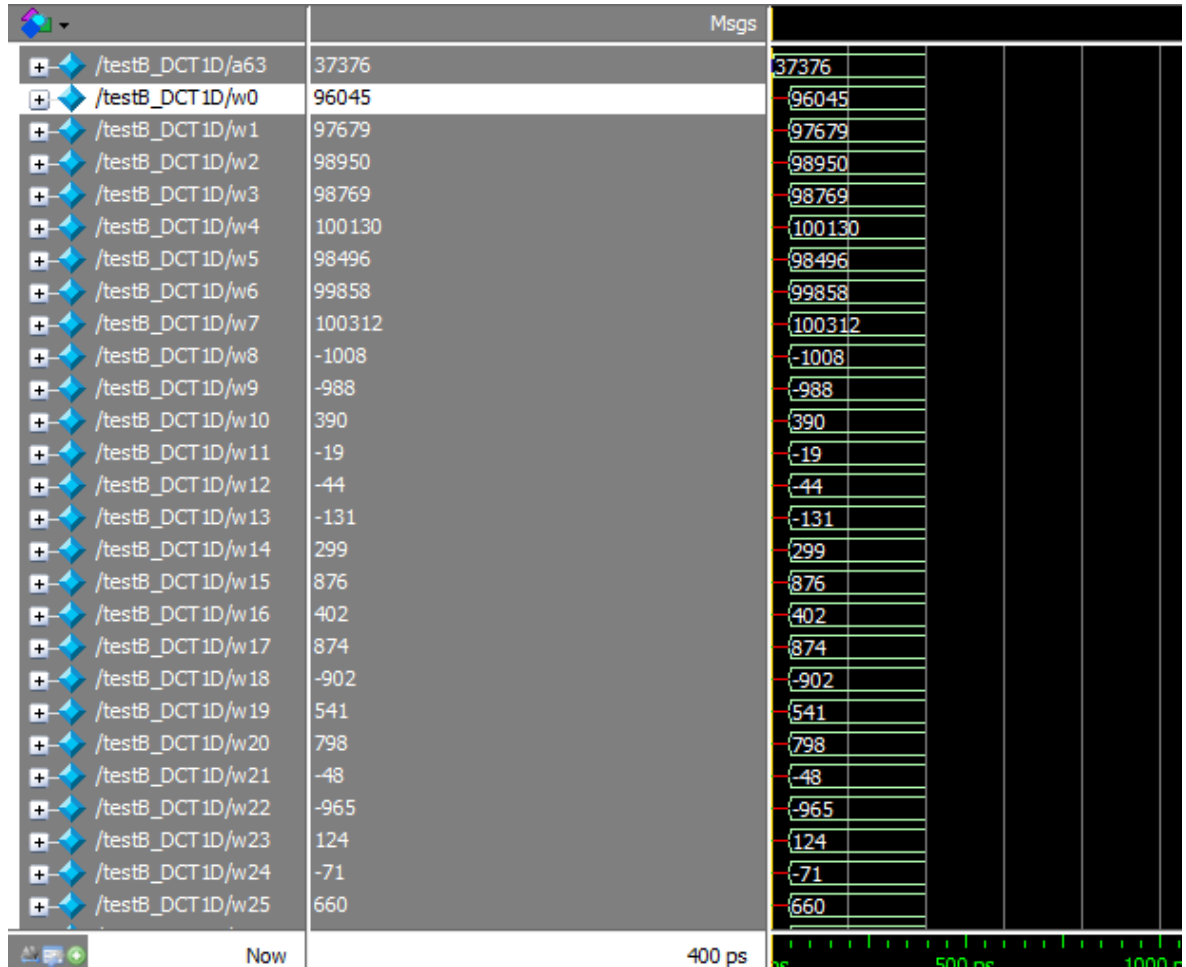 Msgs
/testB_DCT1D/a63 37376 37376
/testB_DCT1D/w0 96045 96045
/testB_DCT1D/w1 97679 97679
/testB_DCT1D/w2 98950 98950
/testB_DCT1D/w3 98769 98769
/testB_DCT1D/w4 100130 100130
/testB_DCT1D/w5 98496 98496
/testB_DCT1D/w6 99858 99858
/testB_DCT1D/w7 100312 100312
/testB_DCT1D/w8 -1008 -1008
/testB_DCT1D/w9 -988 -988
/testB_DCT1D/w10 390 390
/testB_DCT1D/w11 -19 -19
/testB_DCT1D/w12 -44 -44
/testB_DCT1D/w13 -131 -131
/testB_DCT1D/w14 299 299
/testB_DCT1D/w15 876 876
/testB_DCT1D/w16 402 402
/testB_DCT1D/w17 874 874
/testB_DCT1D/w18 -902 -902
/testB_DCT1D/w19 541 541
/testB_DCT1D/w20 798 798
/testB_DCT1D/w21 -48 -48
/testB_DCT1D/w22 -965 -965
/testB_DCT1D/w23 124 124
/testB_DCT1D/w24 -71 -71
/testB_DCT1D/w25 660 660
Now 400 ps 500 ps 1000